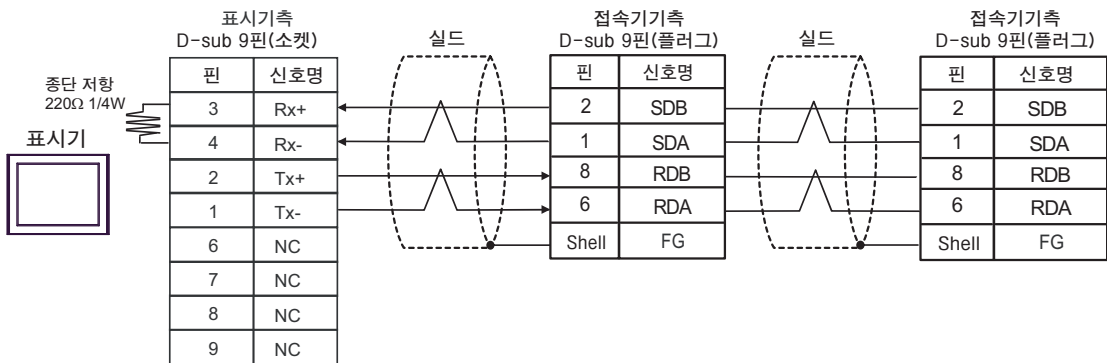 표시기측
D-sub 9핀(소켓)
핀 신호명
3 Rx+
4 Rx-
2 Tx+
1 Tx-
6 NC
7 NC
8 NC
9 NC
종단 저항
220Ω 1/4W
표시기
실드
접속기기측
D-sub 9핀(플러그)
핀 신호명
2 SDB
1 SDA
8 RDB
6 RDA
Shell FG
실드
접속기기측
D-sub 9핀(플러그)
핀 신호명
2 SDB
1 SDA
8 RDB
6 RDA
Shell FG